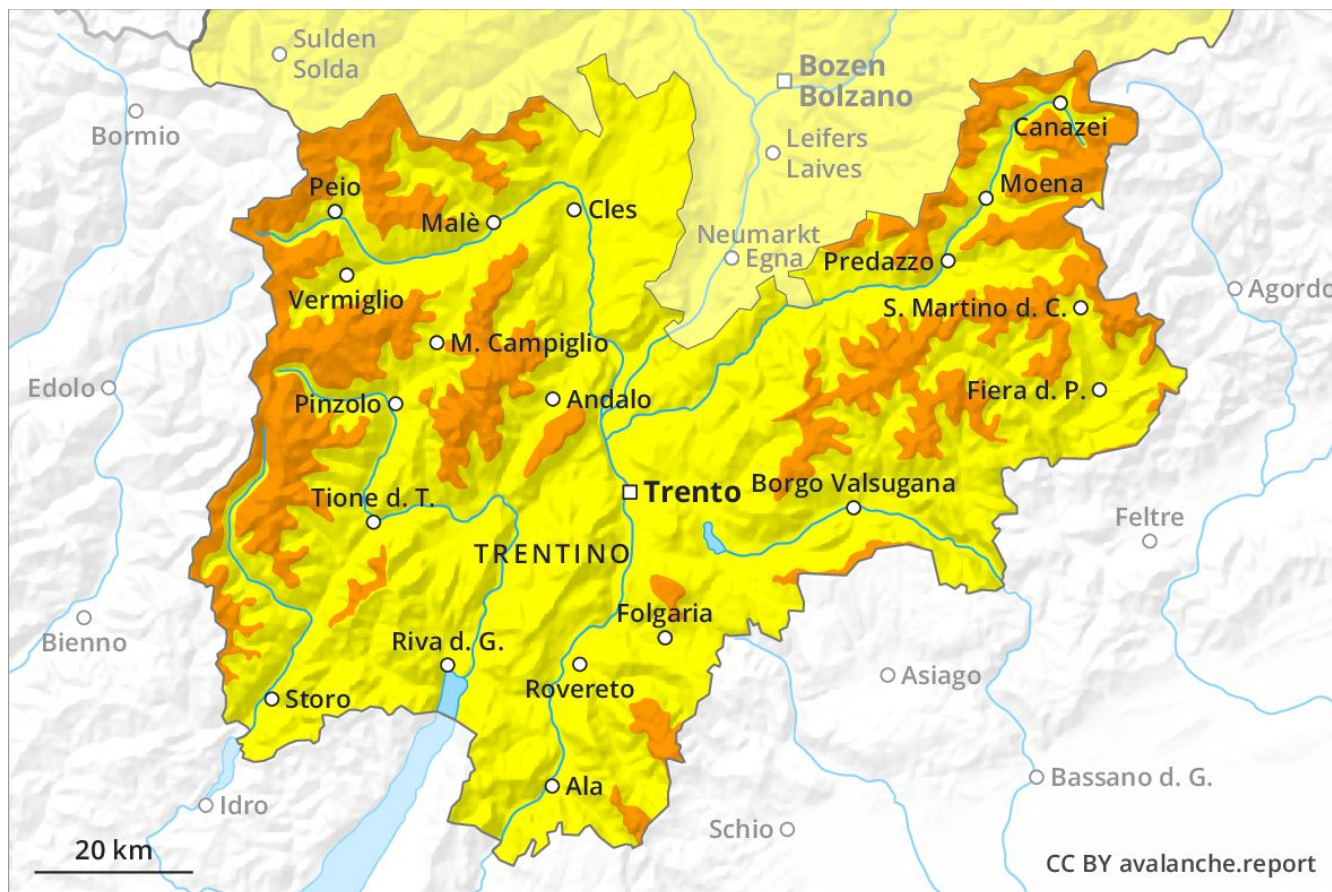 Sulden
Solda
Bozen
Bolzano
Bormio
Canazei
Leifers
Laives
Peio
Moena
Malè
Cles
Neumarkt
Egna
Predazzo
Vermiglio
Agordo
S. Martino d. C.
M. Campiglio
Edolo
Fiera d. P.
Pinzolo
Andalo
Trento
Borgo Valsugana
Tione d. T.
Feltre
TRENTINO
Folgaria
Bienno
Riva d. G.
Asiago
Rovereto
Storo
Bassano d. G.
Ala
Idro
Schio
20 km
CC BY avalanche.report